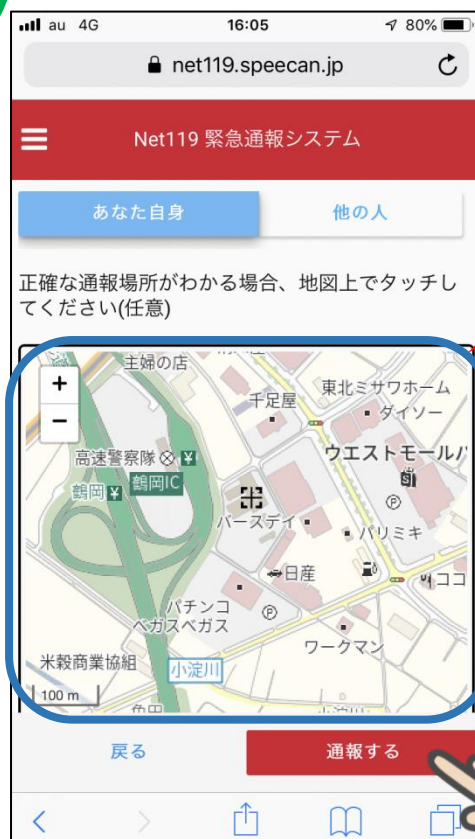 au 4G 16:05 80%
net119.speecan.jp
Net119 緊急通報システム
あなた自身 他の人
正確な通報場所がわかる場合、地図上でタッチし
てください(任意)
+
−
主婦の店
千足屋
東北ミサワホーム
ダイソー
高速警察隊
鶴岡
鶴岡IC
ウエストモールパ
バースデイ
パリミキ
日産
ココ
パチンコ
ベガスベガス
ワークマン
米穀商業協組
小淀川
100 m
戻る 通報する